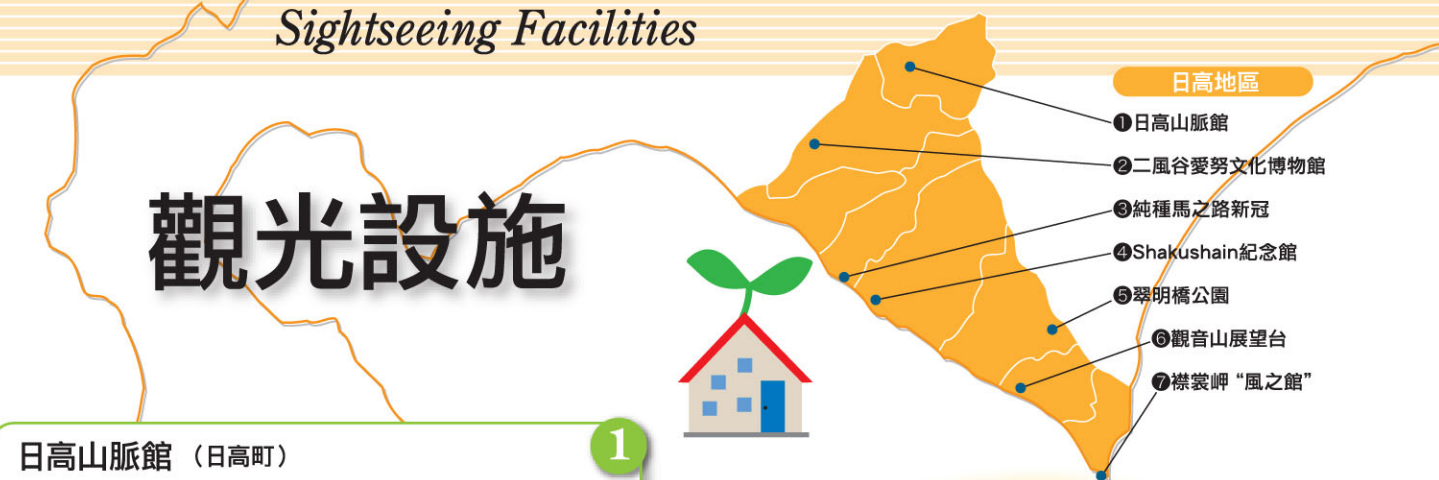 Sightseeing Facilities
觀光設施
日高地區
❶日高山脈館
❷二風谷愛努文化博物館
❸純種馬之路新冠
❹Shakushain紀念館
❺翠明橋公園
❻觀音山展望台
❼襟裳岬“風之館”
日高山脈館 （日高町）
1